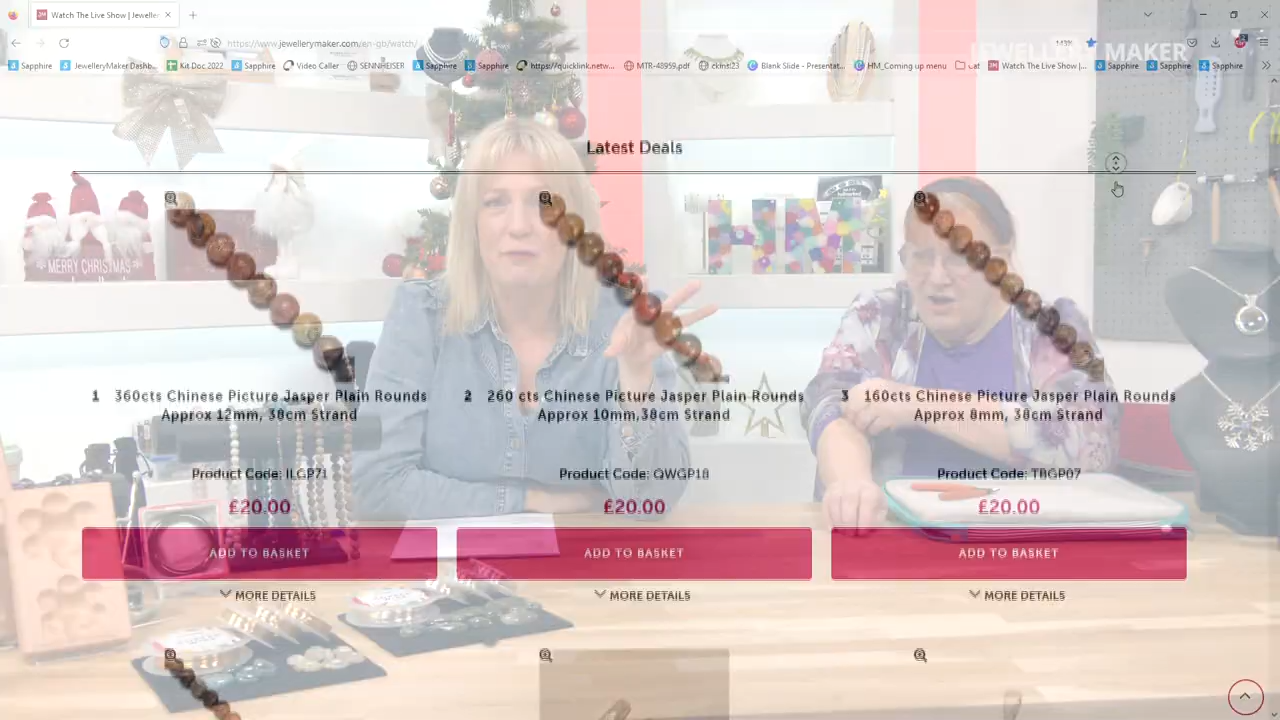 Watch The Live Show | Jeweller
https://www.jewellerymaker.com/en-gb/watch/
143%
JEWELLERY MAKER
Sapphire
JewelleryMaker Dashb...
Kit Doc 2022
Sapphire
Video Caller
SENNHEISER
Sapphire
Sapphire
https://quicklink.netw...
MTR-48959.pdf
Blank Slide - Presentat...
HM_Coming up menu
Cat
Watch The Live Show |...
Sapphire
Sapphire
Sapphire
Latest Deals
MERRY CHRISTMAS
1 360cts Chinese Picture Jasper Plain Rounds
Approx 12mm, 38cm Strand
Product Code: ILGP71
£20.00
ADD TO BASKET
MORE DETAILS
2 260 cts Chinese Picture Jasper Plain Rounds
Approx 10mm,38cm Strand
Product Code: QWGP18
£20.00
ADD TO BASKET
MORE DETAILS
3 160cts Chinese Picture Jasper Plain Rounds
Approx 8mm, 38cm Strand
Product Code: TBGP07
£20.00
ADD TO BASKET
MORE DETAILS